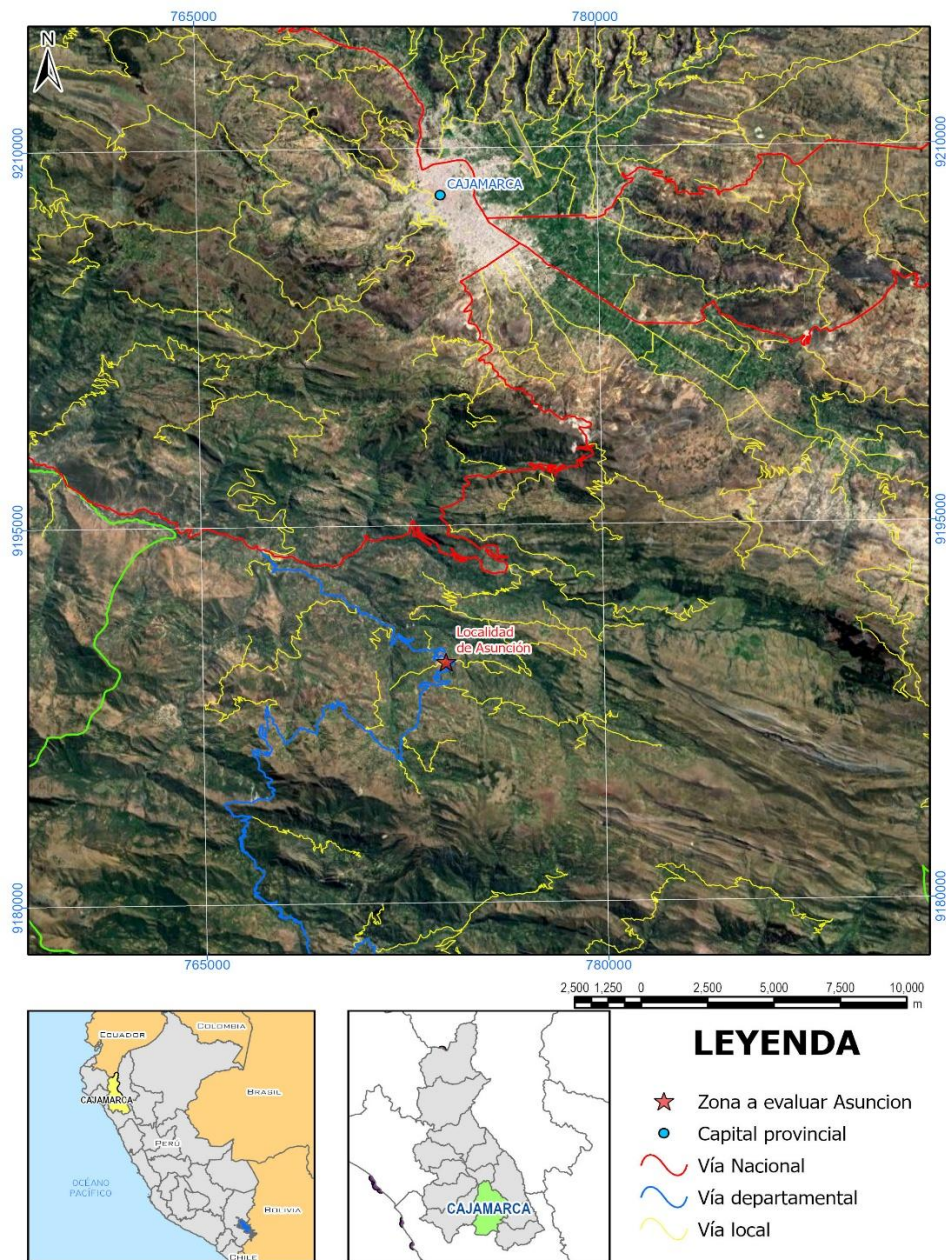 765000
780000
N
9210000
9210000
CAJAMARCA
9195000
9195000
Localidad
de Asunción
9180000
9180000
765000
780000
2,500 1,250 0 2,500 5,000 7,500 10,000
m
ECUADOR
COLOMBIA
CAJAMARCA
BRASIL
PERÚ
OCÉANO
PACÍFICO
BOLIVIA
CHILE
CAJAMARCA
LEYENDA
Zona a evaluar Asuncion
Capital provincial
Vía Nacional
Vía departamental
Vía local